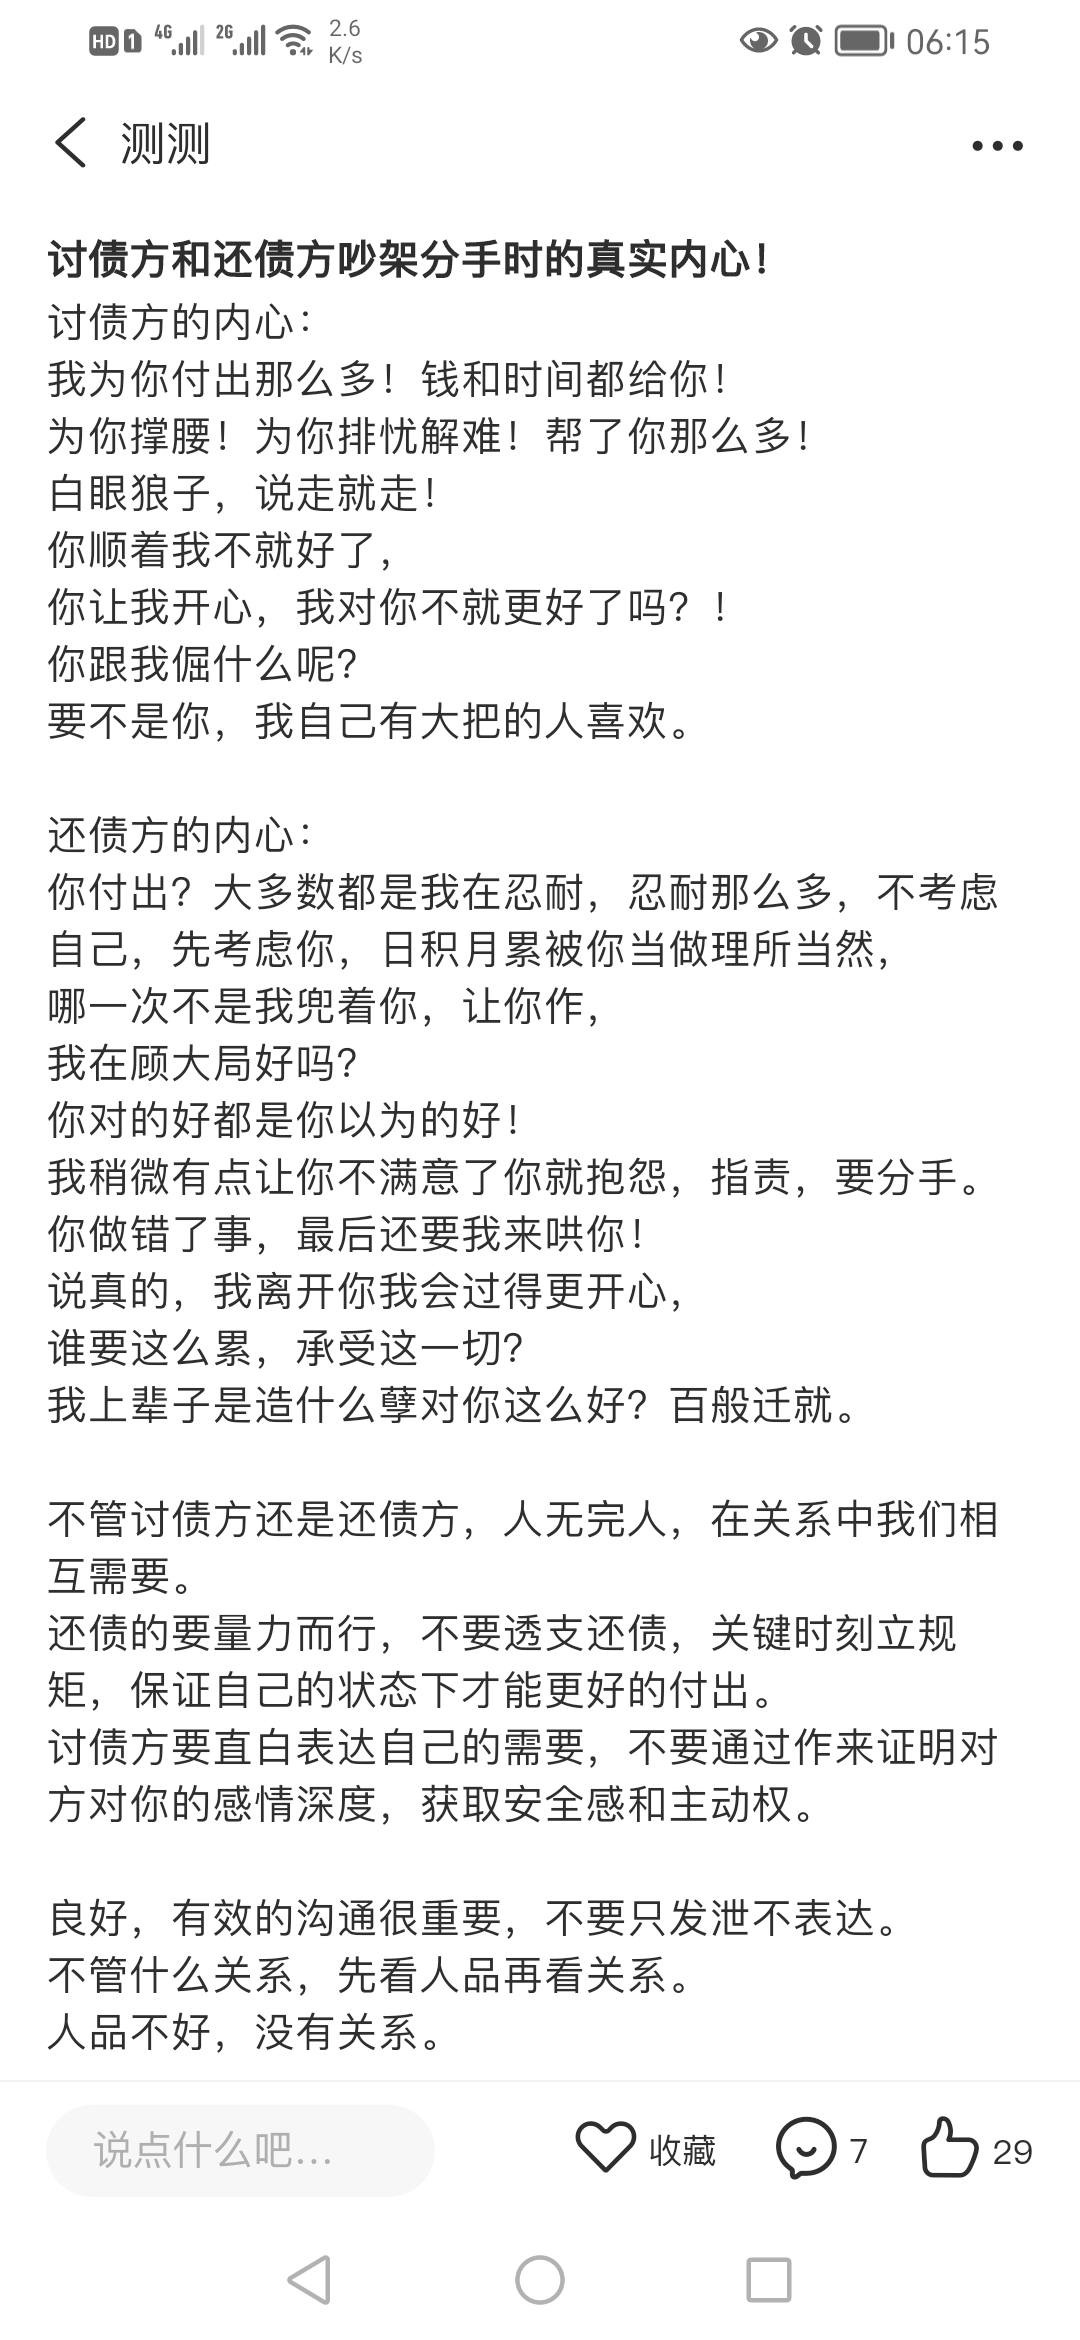 HD 1 4G 2G 2.6 K/s 06:15
测测
讨债方和还债方吵架分手时的真实内心！
讨债方的内心：
我为你付出那么多！钱和时间都给你！
为你撑腰！为你排忧解难！帮了你那么多！
白眼狼子，说走就走！
你顺着我不就好了，
你让我开心，我对你不就更好了吗？！
你跟我倔什么呢？
要不是你，我自己有大把的人喜欢。
还债方的内心：
你付出？大多数都是我在忍耐，忍耐那么多，不考虑
自己，先考虑你，日积月累被你当做理所当然，
哪一次不是我兜着你，让你作，
我在顾大局好吗？
你对的好都是你以为的好！
我稍微有点让你不满意了你就抱怨，指责，要分手。
你做错了事，最后还要我来哄你！
说真的，我离开你我会过得更开心，
谁要这么累，承受这一切？
我上辈子是造什么孽对你这么好？百般迁就。
不管讨债方还是还债方，人无完人，在关系中我们相
互需要。
还债的要量力而行，不要透支还债，关键时刻立规
矩，保证自己的状态下才能更好的付出。
讨债方要直白表达自己的需要，不要通过作来证明对
方对你的感情深度，获取安全感和主动权。
良好，有效的沟通很重要，不要只发泄不表达。
不管什么关系，先看人品再看关系。
人品不好，没有关系。
说点什么吧... 收藏 7 29